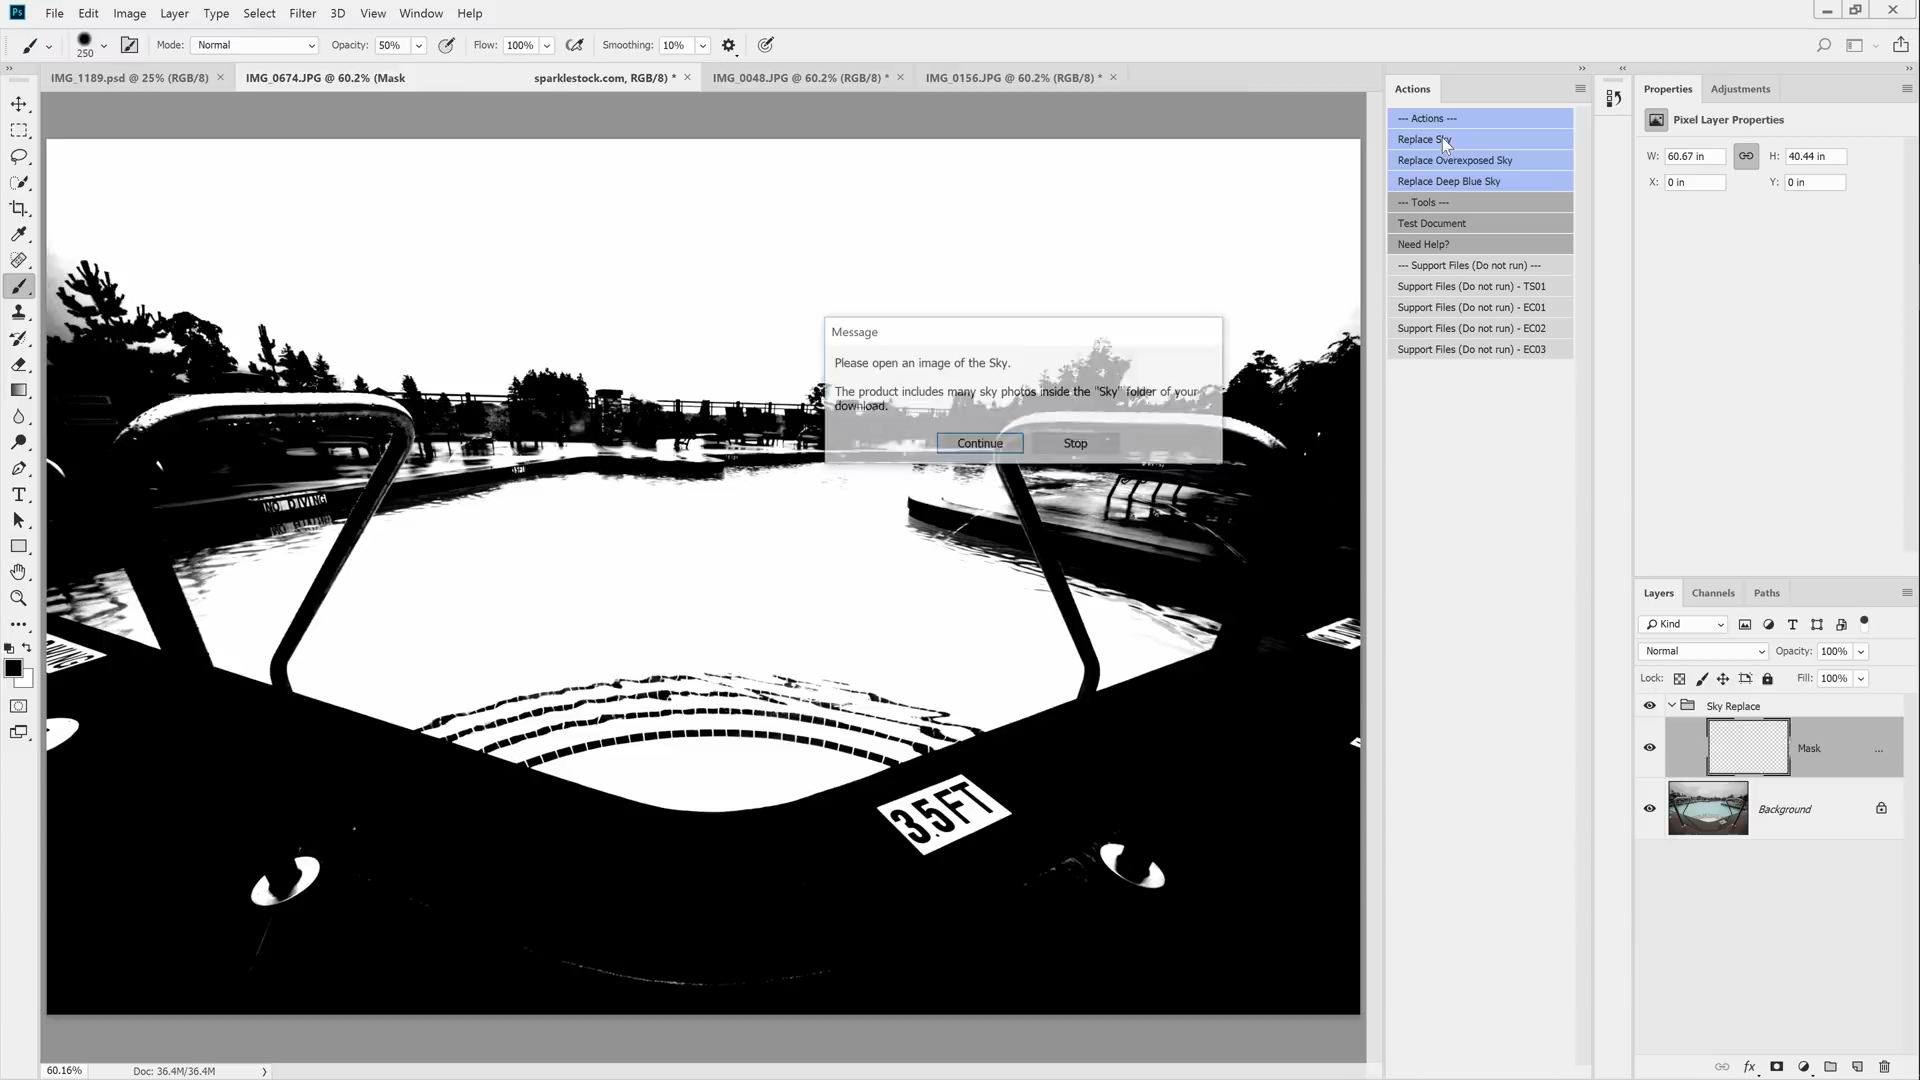 Ps File Edit Image Layer Type Select Filter 3D View Window Help
250 Mode: Normal Opacity: 50% Flow: 100% Smoothing: 10%
IMG_1189.psd @ 25% (RGB/8) × IMG_0674.JPG @ 60.2% (Mask sparklestock.com, RGB/8) * × IMG_0048.JPG @ 60.2% (RGB/8) * × IMG_0156.JPG @ 60.2% (RGB/8) * ×
Actions
--- Actions ---
Replace Sky
Replace Overexposed Sky
Replace Deep Blue Sky
--- Tools ---
Test Document
Need Help?
--- Support Files (Do not run) ---
Support Files (Do not run) - TS01
Support Files (Do not run) - EC01
Support Files (Do not run) - EC02
Support Files (Do not run) - EC03
Properties Adjustments
Pixel Layer Properties
W: 60.67 in H: 40.44 in
X: 0 in Y: 0 in
Message
Please open an image of the Sky.
The product includes many sky photos inside the "Sky" folder of your
download.
Continue Stop
NO DIVING
3.5FT
Layers Channels Paths
Kind
Normal Opacity: 100%
Lock: Fill: 100%
Sky Replace
Mask ...
Background
60.16% Doc: 36.4M/36.4M